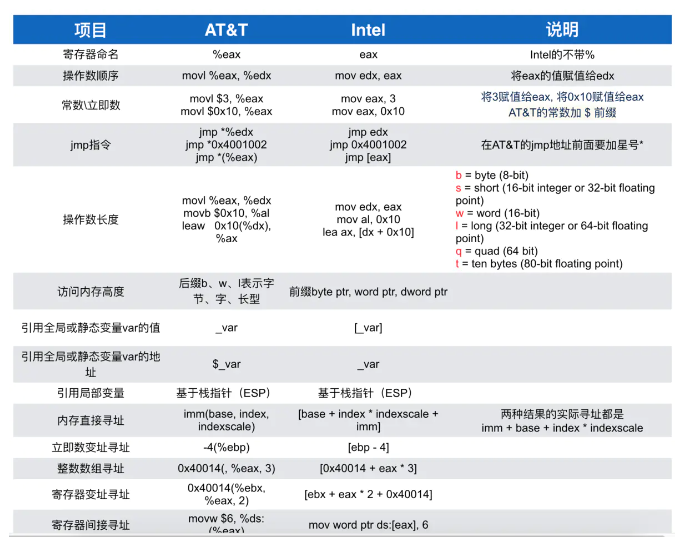 项目 AT&T Intel 说明
寄存器命名 %eax eax Intel的不带%
操作数顺序 movl %eax, %edx mov edx, eax 将eax的值赋值给edx
常数\立即数 movl $3, %eax mov eax, 3 将3赋值给eax, 将0x10赋值给eax
movl $0x10, %eax mov eax, 0x10 AT&T的常数加 $ 前缀
jmp指令 jmp *%edx jmp edx 在AT&T的jmp地址前面要加星号*
jmp *0x4001002 jmp 0x4001002
jmp *(%eax) jmp [eax]
操作数长度 movl %eax, %edx mov edx, eax b = byte (8-bit)
movb $0x10, %al mov al, 0x10 s = short (16-bit integer or 32-bit floating
leaw 0x10(%dx), lea ax, [dx + 0x10] point)
%ax w = word (16-bit)
l = long (32-bit integer or 64-bit floating
point)
q = quad (64 bit)
t = ten bytes (80-bit floating point)
访问内存高度 后缀b、w、l表示字 前缀byte ptr, word ptr, dword ptr
节、字、长型
引用全局或静态变量var的值 _var [_var]
引用全局或静态变量var的地 $_var _var
址
引用局部变量 基于栈指针（ESP） 基于栈指针（ESP）
内存直接寻址 imm(base, index, [base + index * indexscale + 两种结果的实际寻址都是
indexscale) imm] imm + base + index * indexscale
立即数变址寻址 -4(%ebp) [ebp - 4]
整数数组寻址 0x40014(, %eax, 3) [0x40014 + eax * 3]
寄存器变址寻址 0x40014(%ebx, [ebx + eax * 2 + 0x40014]
%eax, 2)
寄存器间接寻址 movw $6, %ds: mov word ptr ds:[eax], 6
(%eax)